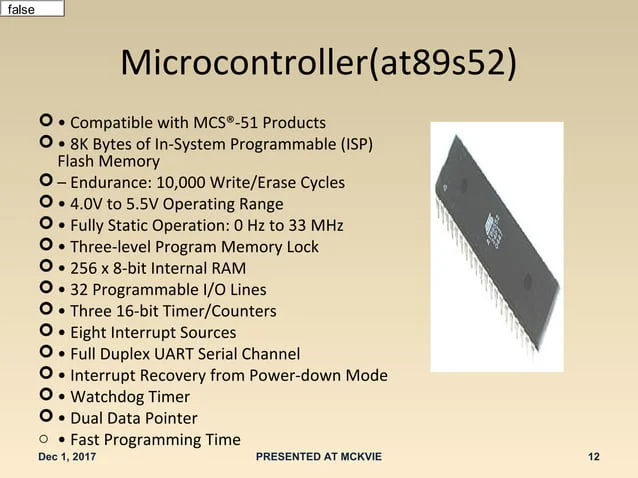 false
Microcontroller(at89s52)
• Compatible with MCS®-51 Products
• 8K Bytes of In-System Programmable (ISP)
Flash Memory
– Endurance: 10,000 Write/Erase Cycles
• 4.0V to 5.5V Operating Range
• Fully Static Operation: 0 Hz to 33 MHz
• Three-level Program Memory Lock
• 256 x 8-bit Internal RAM
• 32 Programmable I/O Lines
• Three 16-bit Timer/Counters
• Eight Interrupt Sources
• Full Duplex UART Serial Channel
• Interrupt Recovery from Power-down Mode
• Watchdog Timer
• Dual Data Pointer
• Fast Programming Time
Dec 1, 2017 PRESENTED AT MCKVIE 12